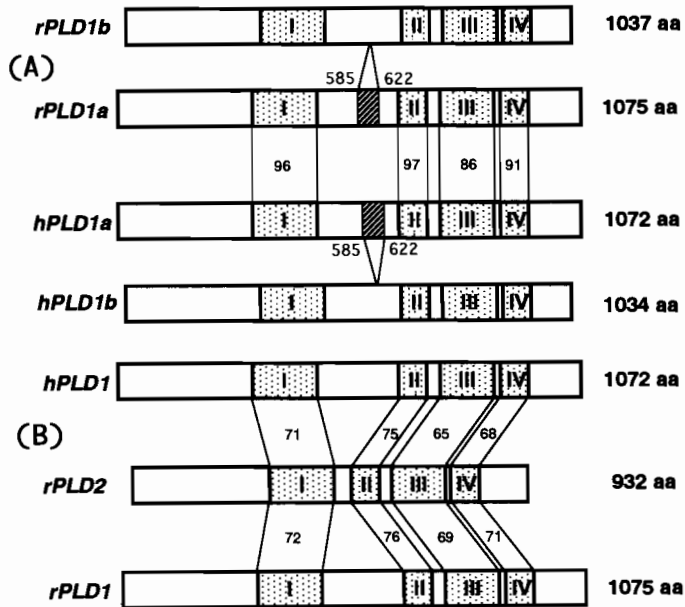 rPLD1b I II III IV 1037 aa
(A)
585 622
rPLD1a I II III IV 1075 aa
96 97 86 91
hPLD1a I II III IV 1072 aa
585 622
hPLD1b I II III IV 1034 aa
hPLD1 I II III IV 1072 aa
(B)
71 75 65 68
rPLD2 I II III IV 932 aa
72 76 69 71
rPLD1 I II III IV 1075 aa